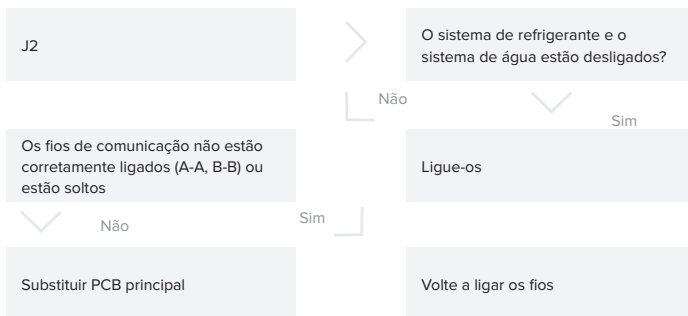 J2
O sistema de refrigerante e o
sistema de água estão desligados?
Não
Sim
Os fios de comunicação não estão
corretamente ligados (A-A, B-B) ou
estão soltos
Ligue-os
Não
Sim
Substituir PCB principal
Volte a ligar os fios